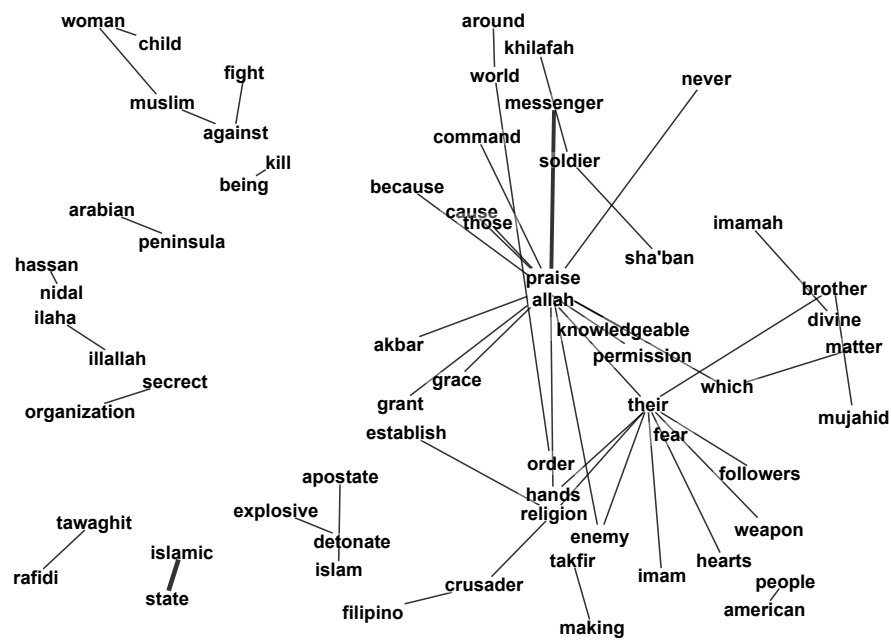 woman
around
child
khilafah
fight
world
never
muslim
messenger
against
command
kill
soldier
being
because
arabian
cause
those
imamah
peninsula
sha'ban
hassan
praise
brother
nidal
allah
divine
ilaha
knowledgeable
akbar
permission
matter
illallah
secrect
grace
which
organization
grant
their
mujahid
establish
fear
order
followers
apostate
hands
explosive
religion
tawaghit
weapon
detonate
enemy
islamic
takfir
hearts
rafidi
islam
imam
crusader
people
state
filipino
american
making